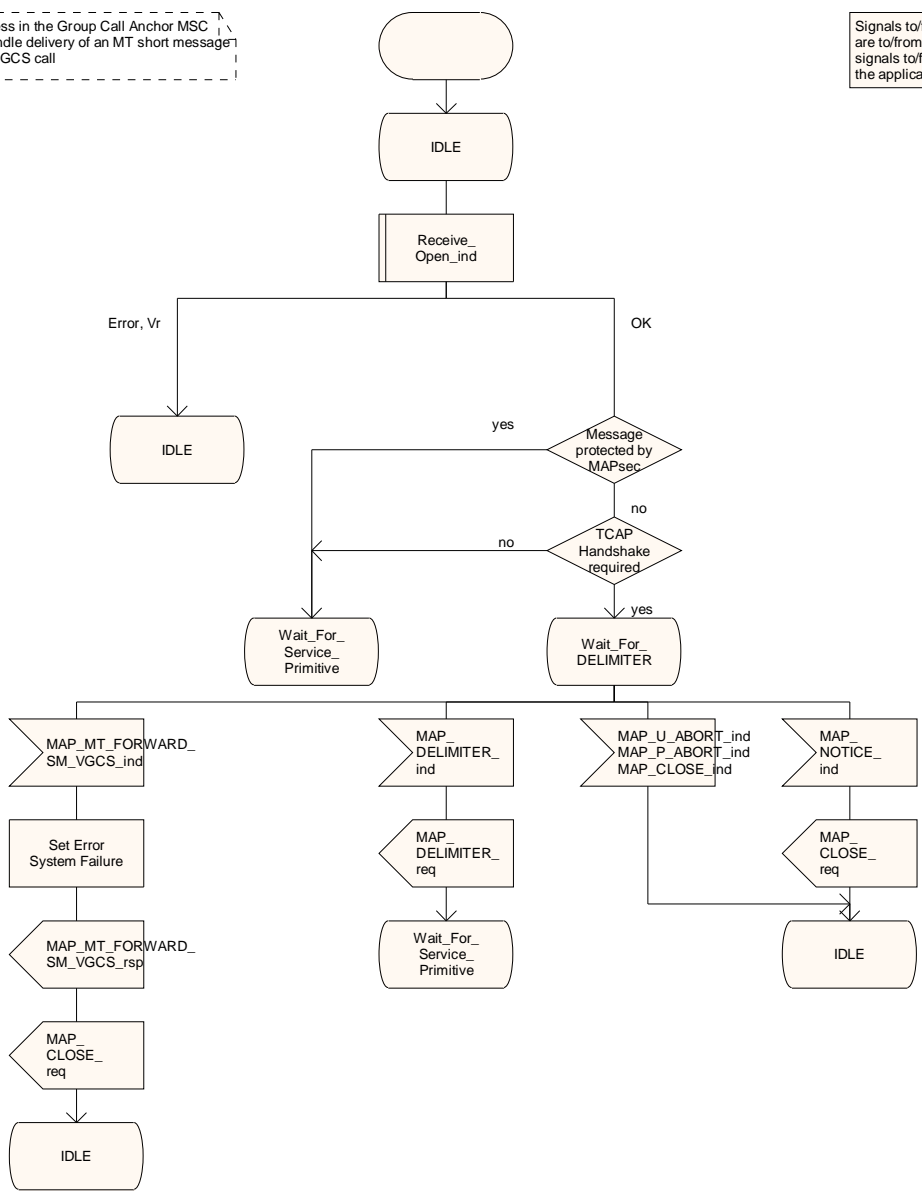 ess in the Group Call Anchor MSC
ndle delivery of an MT short message
GCS call
Signals to/
are to/from
signals to/f
the applica
IDLE
Receive_
Open_ind
Error, Vr
OK
IDLE
yes
Message
protected by
MAPsec
no
no
TCAP
Handshake
required
yes
Wait_For_
Service_
Primitive
Wait_For_
DELIMITER
MAP_MT_FORWARD_
SM_VGCS_ind
MAP_
DELIMITER_
ind
MAP_U_ABORT_ind
MAP_P_ABORT_ind
MAP_CLOSE_ind
MAP_
NOTICE_
ind
Set Error
System Failure
MAP_
DELIMITER_
req
MAP_
CLOSE_
req
MAP_MT_FORWARD_
SM_VGCS_rsp
Wait_For_
Service_
Primitive
IDLE
MAP_
CLOSE_
req
IDLE